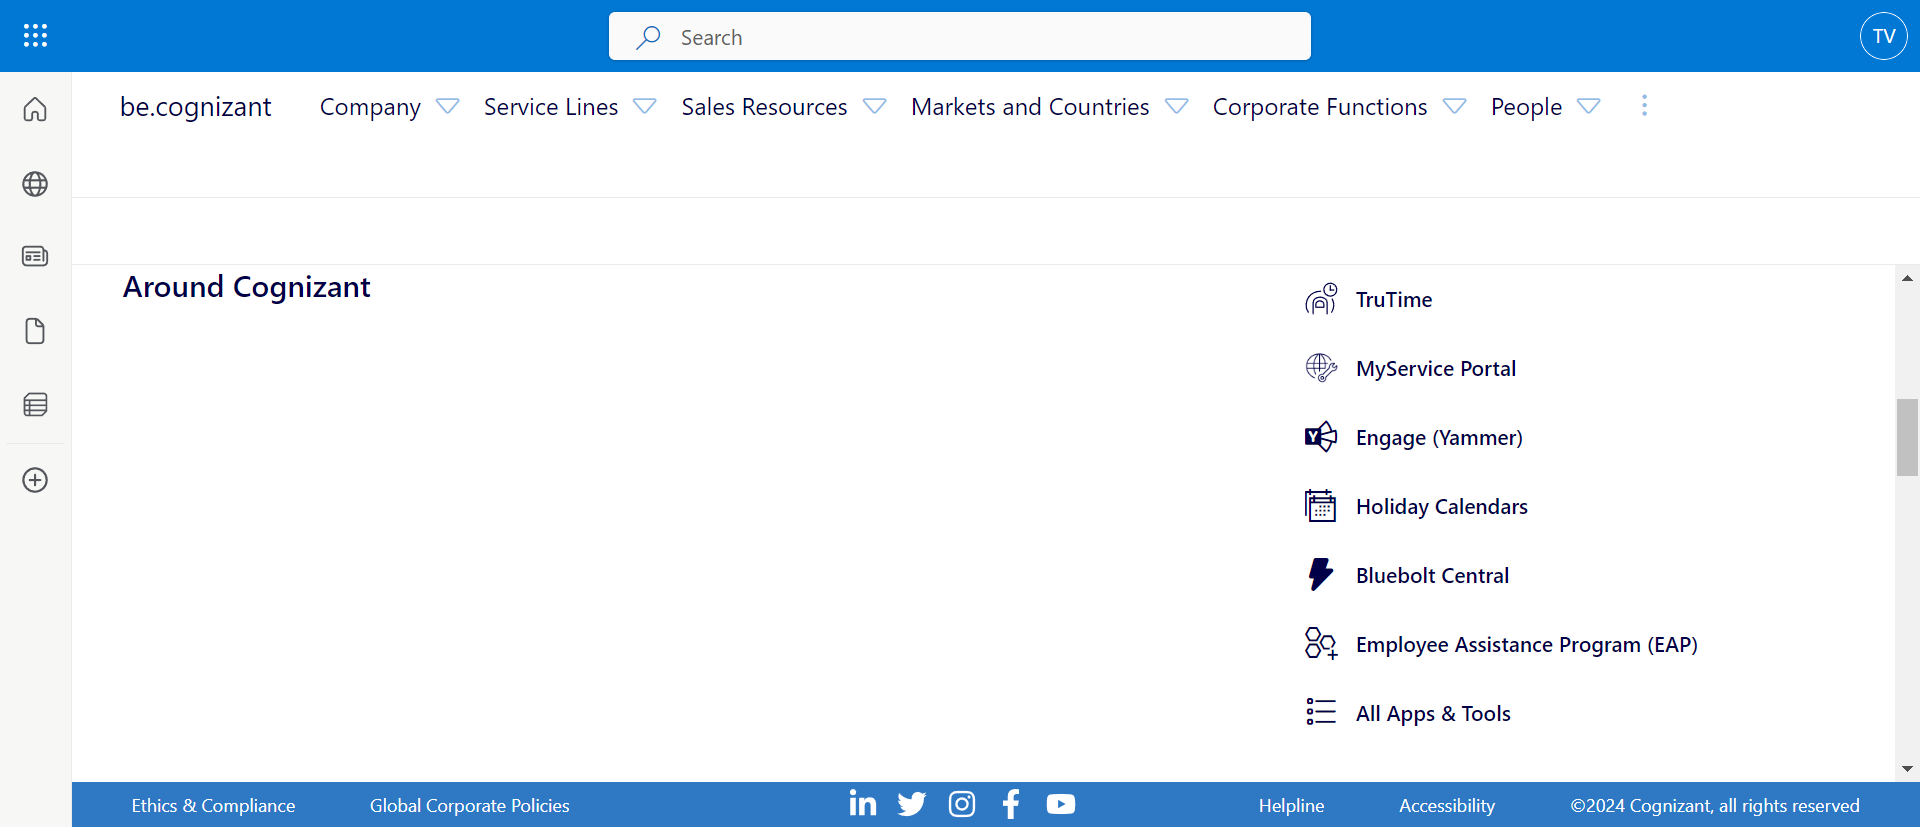 Search
TV
be.cognizant
Company
Service Lines
Sales Resources
Markets and Countries
Corporate Functions
People
Around Cognizant
TruTime
MyService Portal
Engage (Yammer)
Holiday Calendars
Bluebolt Central
Employee Assistance Program (EAP)
All Apps & Tools
Ethics & Compliance
Global Corporate Policies
Helpline
Accessibility
©2024 Cognizant, all rights reserved